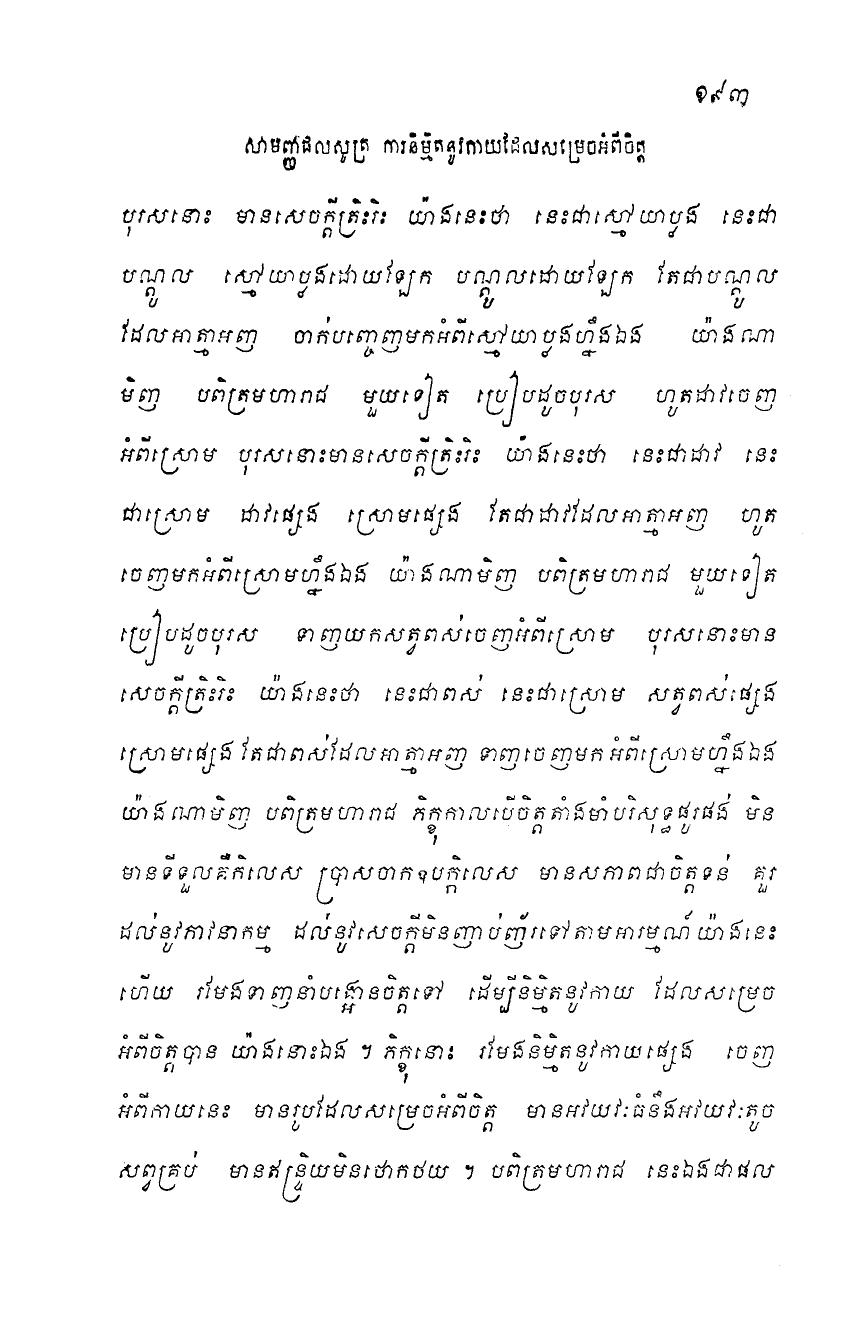 ១៩៣
សាមញ្ញផលសូត្រ ការនិម្មិតនូវកាយដែលសម្រេចអំពីចិត្ត
បុរសនោះ មានសេចក្តីត្រិះរិះ យ៉ាងនេះថា នេះជាស្មៅយាប្លង នេះជា
បណ្តូល ស្មៅយាប្លងដោយឡែក បណ្តូលដោយឡែក តែជាបណ្តូល
ដែលអាត្មាអញ ចាក់បញ្ចេញមកអំពីស្មៅយាប្លងហ្នឹងឯង យ៉ាងណា
មិញ បពិត្រមហារាជ មួយទៀត ប្រៀបដូចបុរស ហូតដាវចេញ
អំពីស្រោម បុរសនោះមានសេចក្តីត្រិះរិះ យ៉ាងនេះថា នេះជាដាវ នេះ
ជាស្រោម ដាវផ្សេង ស្រោមផ្សេង តែជាដាវដែលអាត្មាអញ ហូត
ចេញមកអំពីស្រោមហ្នឹងឯង យ៉ាងណាមិញ បពិត្រមហារាជ មួយទៀត
ប្រៀបដូចបុរស ទាញយកសត្វពស់ចេញអំពីស្រោម បុរសនោះមាន
សេចក្តីត្រិះរិះ យ៉ាងនេះថា នេះជាពស់ នេះជាស្រោម សត្វពស់ផ្សេង
ស្រោមផ្សេង តែជាពស់ដែលអាត្មាអញ ទាញចេញមក អំពីស្រោមហ្នឹងឯង
យ៉ាងណាមិញ បពិត្រមហារាជ ភិក្ខុកាលបើចិត្តតាំងមាំបរិសុទ្ធផូរផង់ មិន
មានទីទួលគឺកិលេស ប្រាសចាកឧបក្កិលេស មានសភាពជាចិត្តទន់ គួរ
ដល់នូវភាវនាកម្ម ដល់នូវសេចក្តីមិនញាប់ញ័រទៅតាមអារម្មណ៍ យ៉ាងនេះ
ហើយ រមែងទាញនាំបង្អោនចិត្តទៅ ដើម្បីនិម្មិតនូវកាយ ដែលសម្រេច
អំពីចិត្តបាន យ៉ាងនោះឯង ។ ភិក្ខុនោះ រមែងនិម្មិតនូវកាយផ្សេង ចេញ
អំពីកាយនេះ មានរូបដែលសម្រេចអំពីចិត្ត មានអវយវៈធំនឹងអវយវៈតូច
សព្វគ្រប់ មានឥន្ទ្រិយមិនថោកថយ ។ បពិត្រមហារាជ នេះឯងជាផល